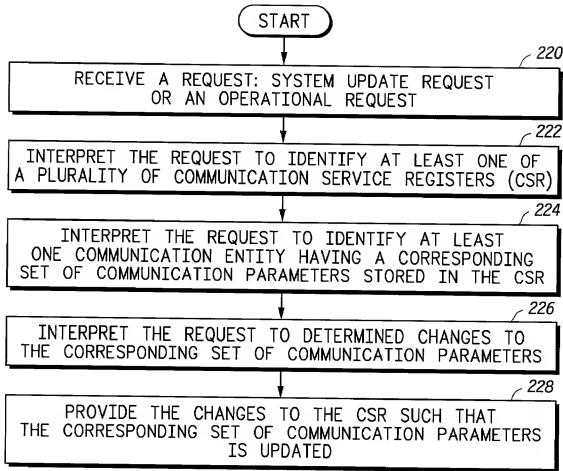 START
220
RECEIVE A REQUEST: SYSTEM UPDATE REQUEST
OR AN OPERATIONAL REQUEST
222
INTERPRET THE REQUEST TO IDENTIFY AT LEAST ONE OF
A PLURALITY OF COMMUNICATION SERVICE REGISTERS (CSR)
224
INTERPRET THE REQUEST TO IDENTIFY AT LEAST
ONE COMMUNICATION ENTITY HAVING A CORRESPONDING
SET OF COMMUNICATION PARAMETERS STORED IN THE CSR
226
INTERPRET THE REQUEST TO DETERMINED CHANGES TO
THE CORRESPONDING SET OF COMMUNICATION PARAMETERS
228
PROVIDE THE CHANGES TO THE CSR SUCH THAT
THE CORRESPONDING SET OF COMMUNICATION PARAMETERS
IS UPDATED